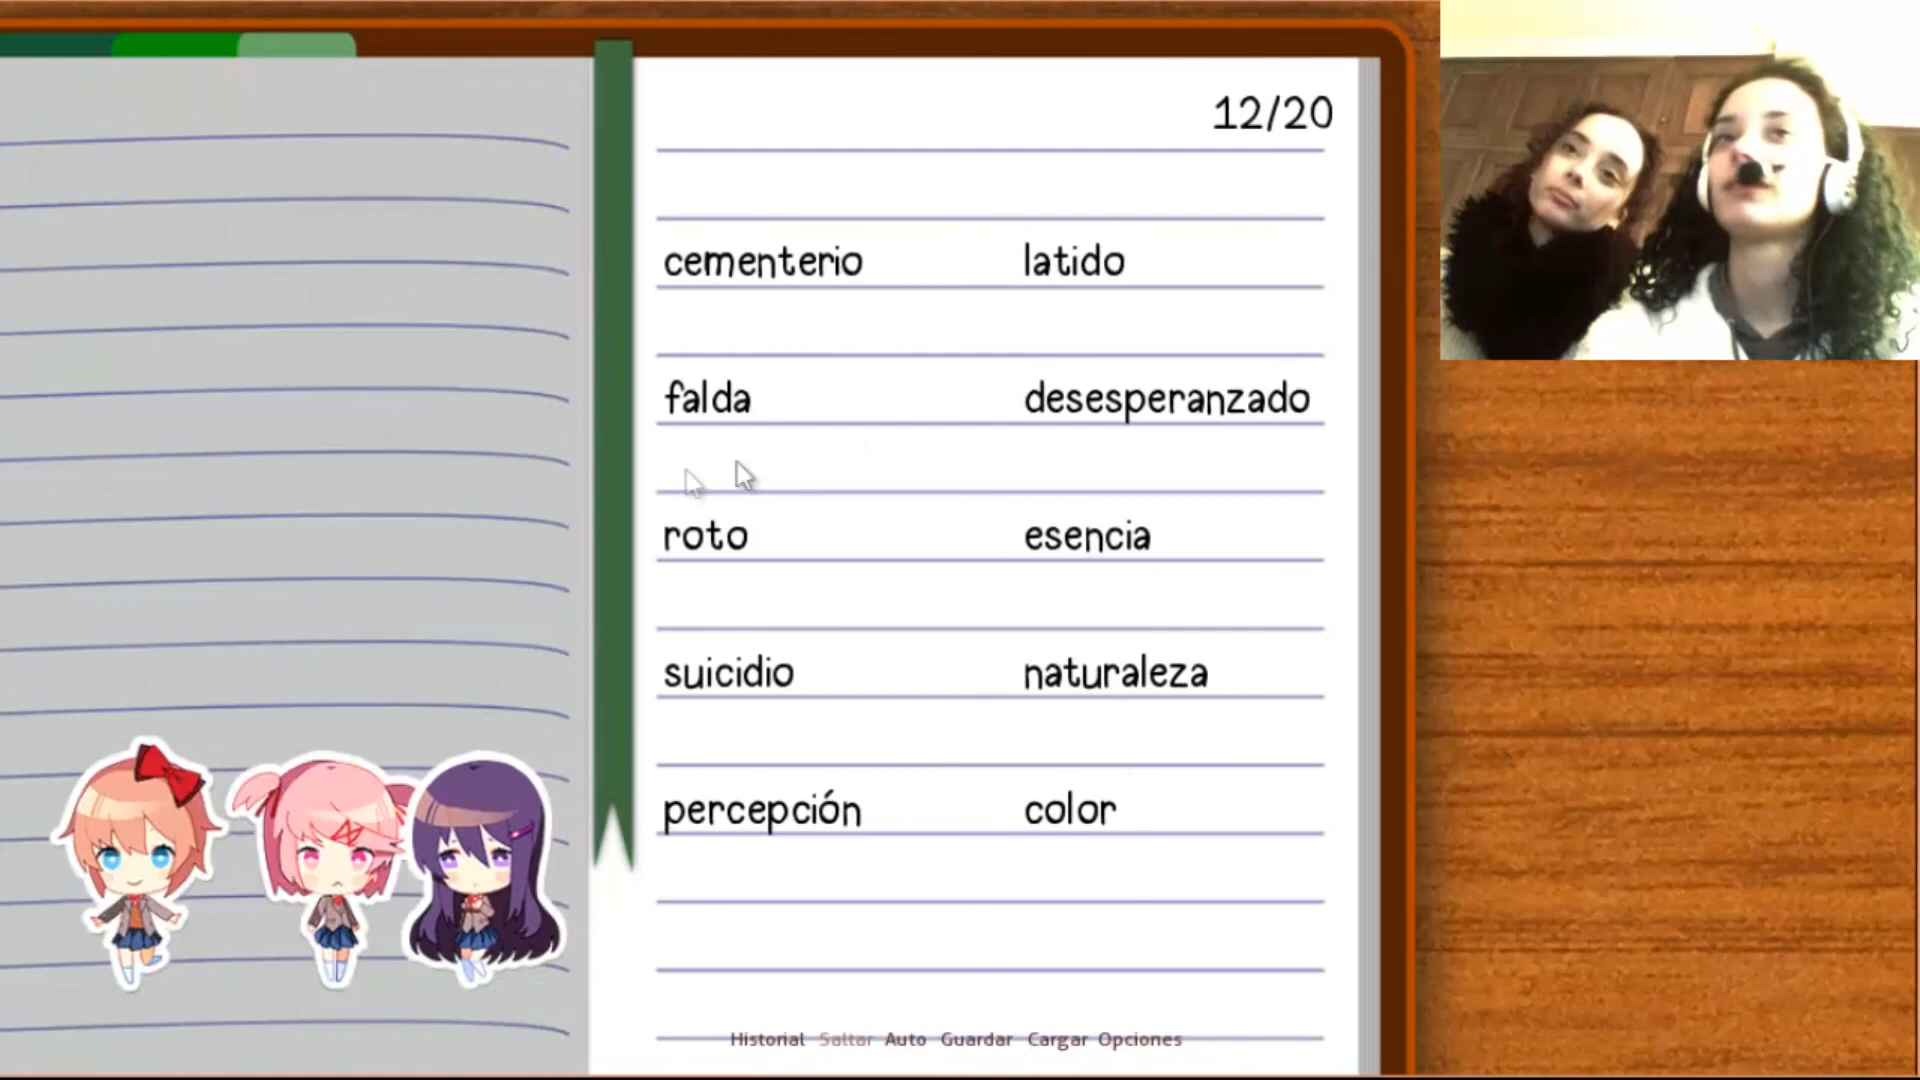 12/20
cementerio latido
falda desesperanzado
roto esencia
suicidio naturaleza
percepción color
Historial Saltar Auto Guardar Cargar Opciones